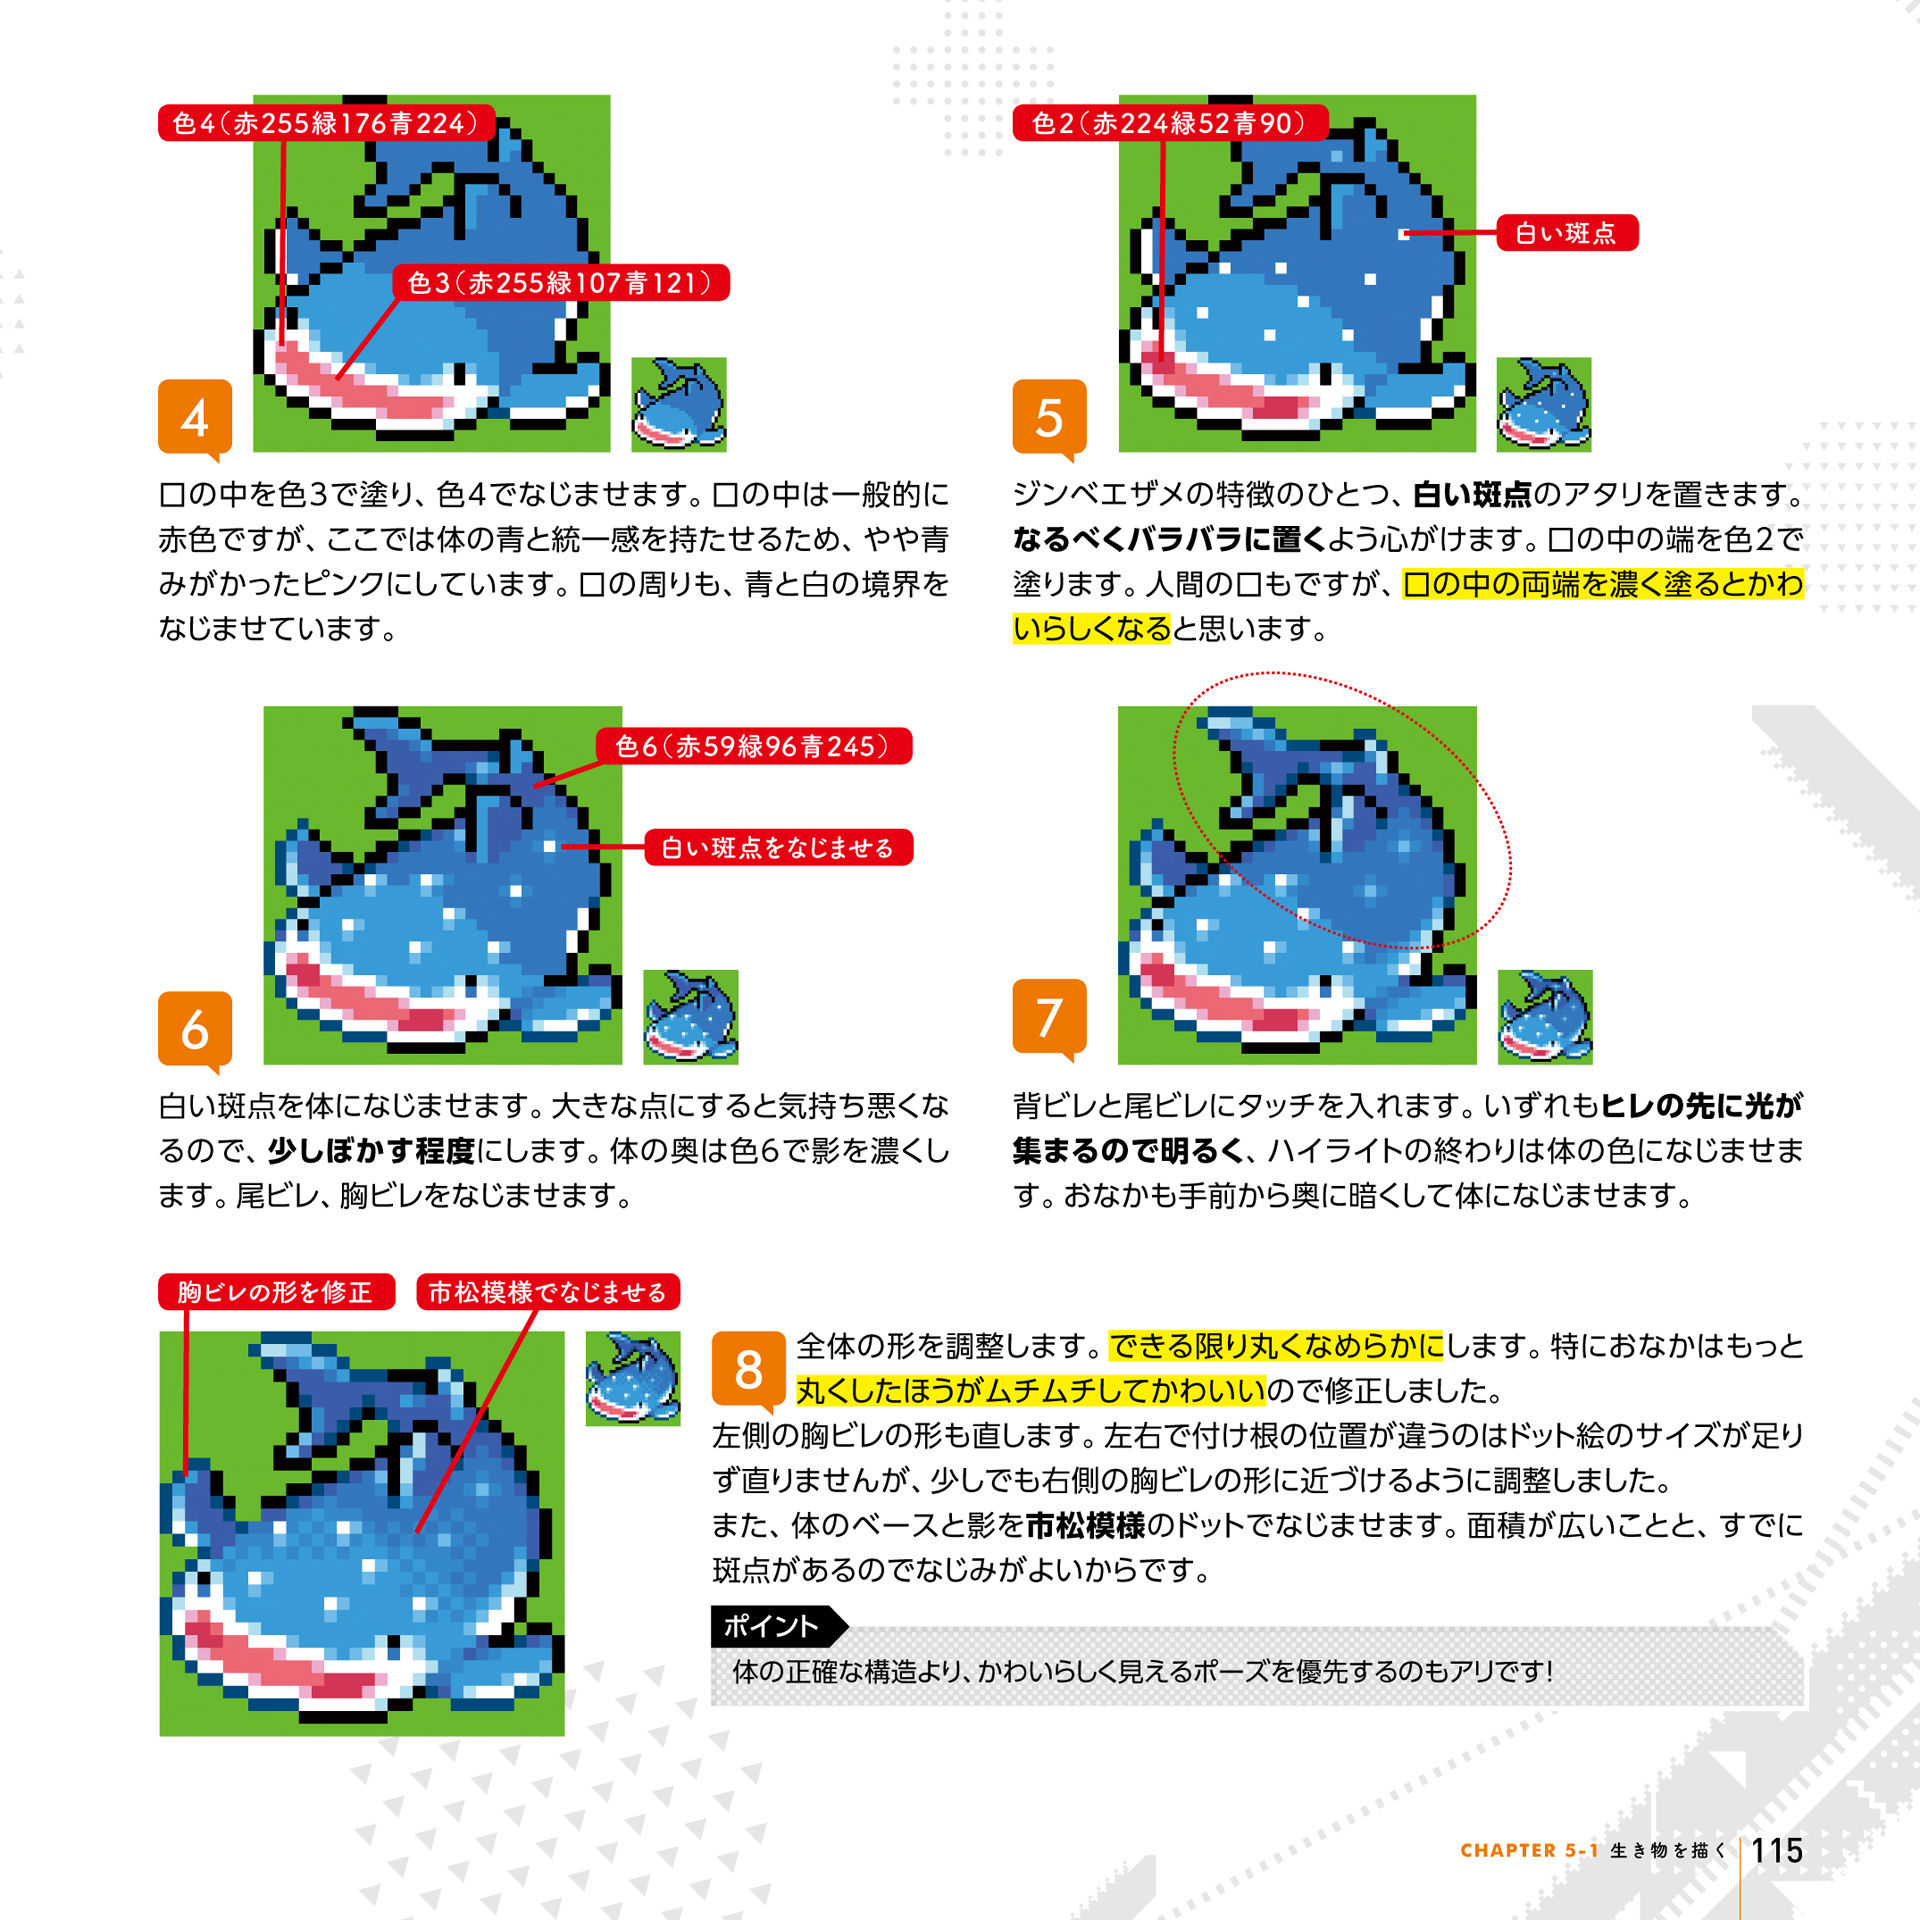 色4（赤255緑176青224）
色3（赤255緑107青121）
4
口の中を色3で塗り、色4でなじませます。口の中は一般的に
赤色ですが、ここでは体の青と統一感を持たせるため、やや青
みがかったピンクにしています。口の周りも、青と白の境界を
なじませています。
色2（赤224緑52青90）
白い斑点
5
ジンベエザメの特徴のひとつ、白い斑点のアタリを置きます。
なるべくバラバラに置くよう心がけます。口の中の端を色2で
塗ります。人間の口もですが、口の中の両端を濃く塗るとかわ
いらしくなると思います。
色6（赤59緑96青245）
白い斑点をなじませる
6
白い斑点を体になじませます。大きな点にすると気持ち悪くな
るので、少しぼかす程度にします。体の奥は色6で影を濃くし
ます。尾ビレ、胸ビレをなじませます。
7
背ビレと尾ビレにタッチを入れます。いずれもヒレの先に光が
集まるので明るく、ハイライトの終わりは体の色になじませま
す。おなかも手前から奥に暗くして体になじませます。
胸ビレの形を修正
市松模様でなじませる
8
全体の形を調整します。できる限り丸くなめらかにします。特におなかはもっと
丸くしたほうがムチムチしてかわいいので修正しました。
左側の胸ビレの形も直します。左右で付け根の位置が違うのはドット絵のサイズが足り
ず直りませんが、少しでも右側の胸ビレの形に近づけるように調整しました。
また、体のベースと影を市松模様のドットでなじませます。面積が広いことと、すでに
斑点があるのでなじみがよいからです。
ポイント
体の正確な構造より、かわいらしく見えるポーズを優先するのもアリです！
CHAPTER 5-1 生き物を描く 115